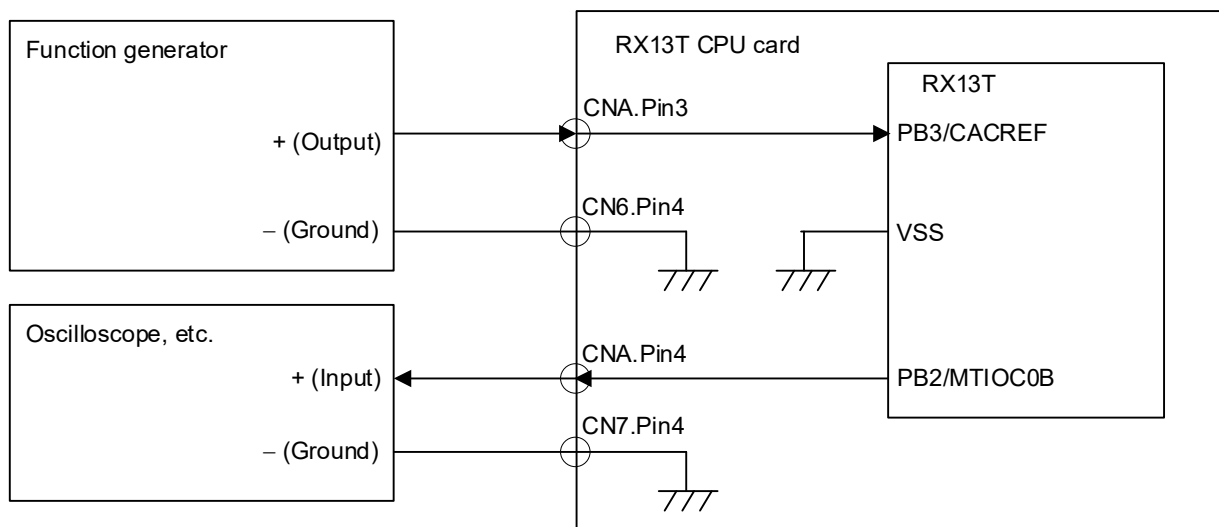 Function generator
+ (Output)
− (Ground)
Oscilloscope, etc.
+ (Input)
− (Ground)
CNA.Pin3
CN6.Pin4
CNA.Pin4
CN7.Pin4
RX13T CPU card
RX13T
PB3/CACREF
VSS
PB2/MTIOC0B